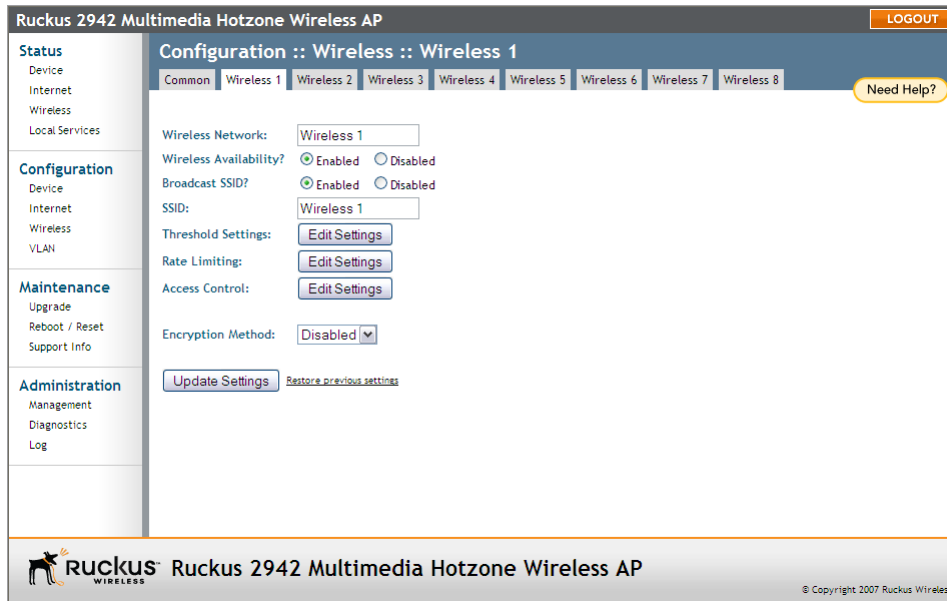 Ruckus 2942 Multimedia Hotzone Wireless AP
LOGOUT
Status
Device
Internet
Wireless
Local Services
Configuration
Device
Internet
Wireless
VLAN
Maintenance
Upgrade
Reboot / Reset
Support Info
Administration
Management
Diagnostics
Log
Configuration :: Wireless :: Wireless 1
Common Wireless 1 Wireless 2 Wireless 3 Wireless 4 Wireless 5 Wireless 6 Wireless 7 Wireless 8
Need Help?
Wireless Network: Wireless 1
Wireless Availability? Enabled Disabled
Broadcast SSID? Enabled Disabled
SSID: Wireless 1
Threshold Settings: Edit Settings
Rate Limiting: Edit Settings
Access Control: Edit Settings
Encryption Method: Disabled
Update Settings Restore previous settings
Ruckus WIRELESS
Ruckus 2942 Multimedia Hotzone Wireless AP
© Copyright 2007 Ruckus